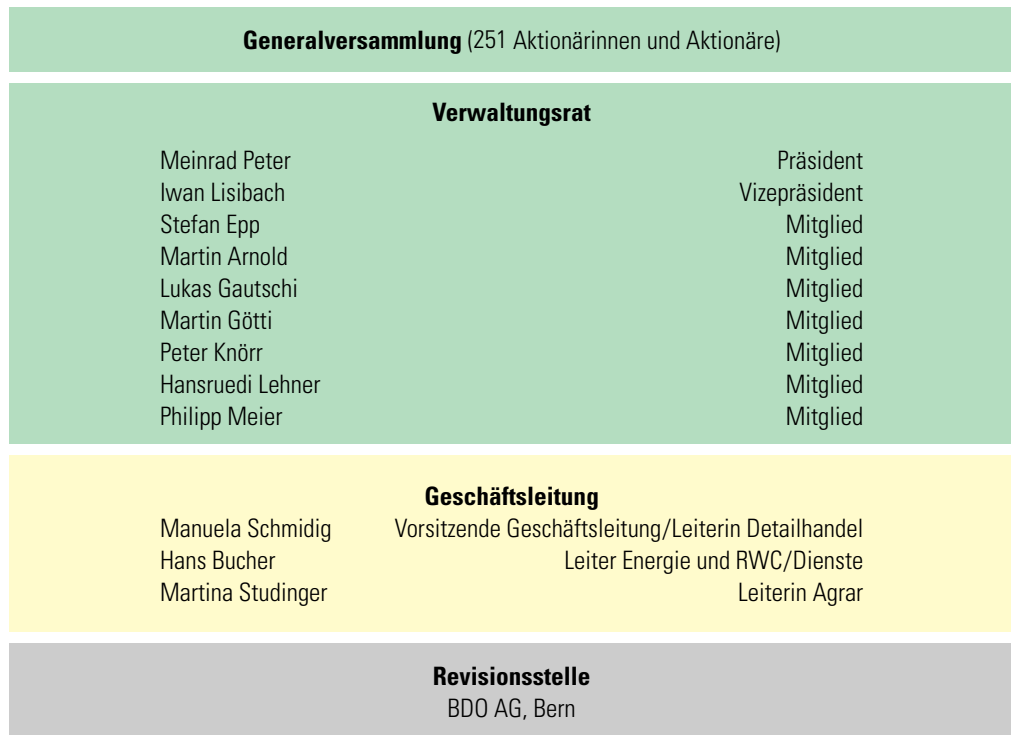 Generalversammlung (251 Aktionärinnen und Aktionäre)
Verwaltungsrat
Meinrad Peter Präsident
Iwan Lisibach Vizepräsident
Stefan Epp Mitglied
Martin Arnold Mitglied
Lukas Gautschi Mitglied
Martin Götti Mitglied
Peter Knörr Mitglied
Hansruedi Lehner Mitglied
Philipp Meier Mitglied
Geschäftsleitung
Manuela Schmidig Vorsitzende Geschäftsleitung/Leiterin Detailhandel
Hans Bucher Leiter Energie und RWC/Dienste
Martina Studinger Leiterin Agrar
Revisionsstelle
BDO AG, Bern